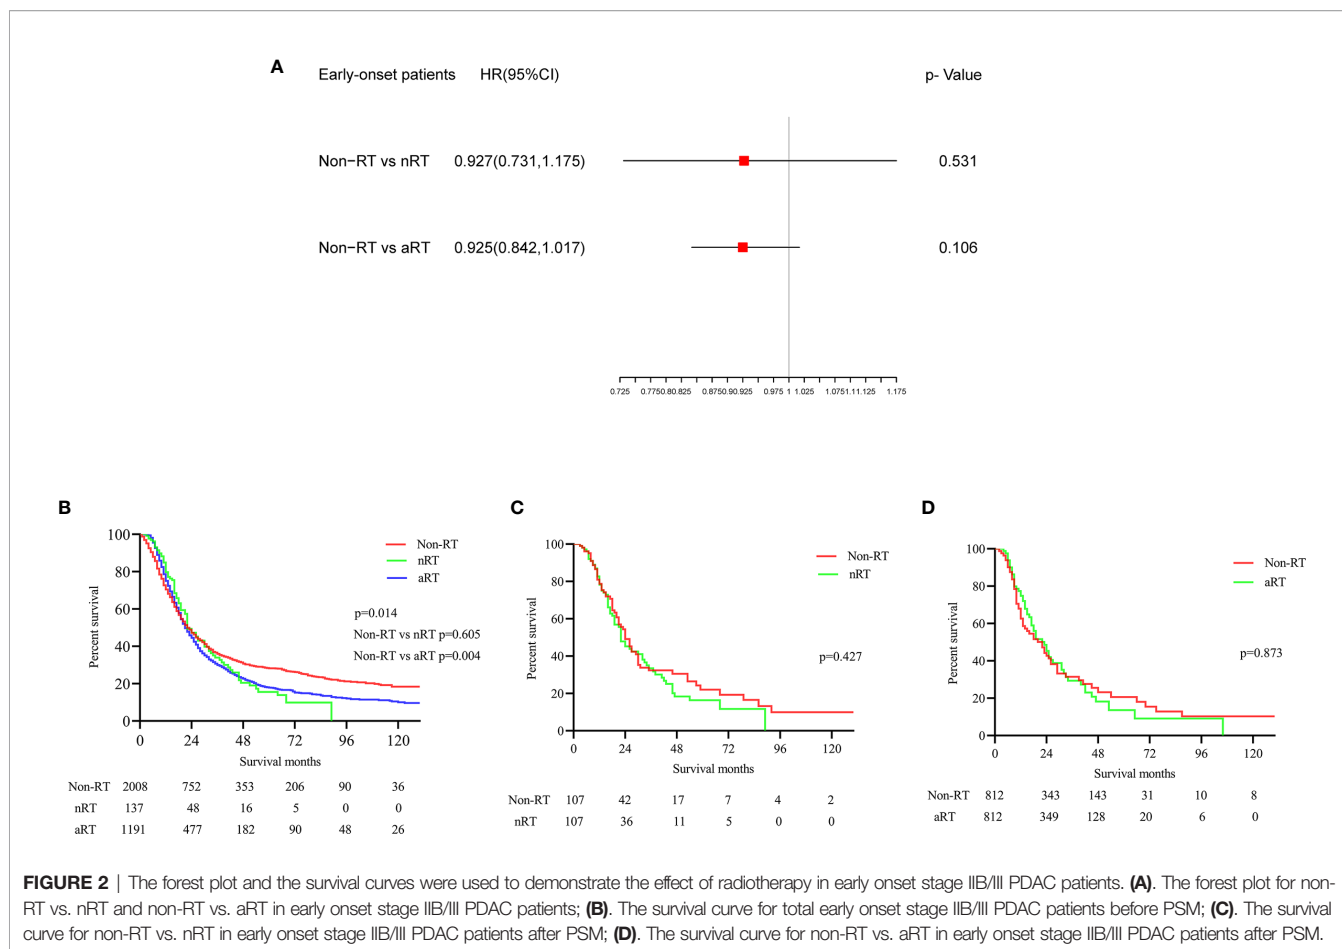 A
Early-onset patients HR(95%CI) p- Value
Non−RT vs nRT 0.927(0.731,1.175) 0.531
Non−RT vs aRT 0.925(0.842,1.017) 0.106
0.725 0.775 0.80 0.825 0.875 0.90 0.925 0.975 1 1.025 1.075 1.1 1.125 1.175
B
100
80
60
40
20
0
Percent survival
Non-RT
nRT
aRT
p=0.014
Non-RT vs nRT p=0.605
Non-RT vs aRT p=0.004
0 24 48 72 96 120
Survival months
Non-RT 2008 752 353 206 90 36
nRT 137 48 16 5 0 0
aRT 1191 477 182 90 48 26
C
100
80
60
40
20
0
Percent survival
Non-RT
nRT
p=0.427
0 24 48 72 96 120
Survival months
Non-RT 107 42 17 7 4 2
nRT 107 36 11 5 0 0
D
100
80
60
40
20
0
Percent survival
Non-RT
aRT
p=0.873
0 24 48 72 96 120
Survival months
Non-RT 812 343 143 31 10 8
aRT 812 349 128 20 6 0
FIGURE 2 | The forest plot and the survival curves were used to demonstrate the effect of radiotherapy in early onset stage IIB/III PDAC patients. (A). The forest plot for non-
RT vs. nRT and non-RT vs. aRT in early onset stage IIB/III PDAC patients; (B). The survival curve for total early onset stage IIB/III PDAC patients before PSM; (C). The survival
curve for non-RT vs. nRT in early onset stage IIB/III PDAC patients after PSM; (D). The survival curve for non-RT vs. aRT in early onset stage IIB/III PDAC patients after PSM.